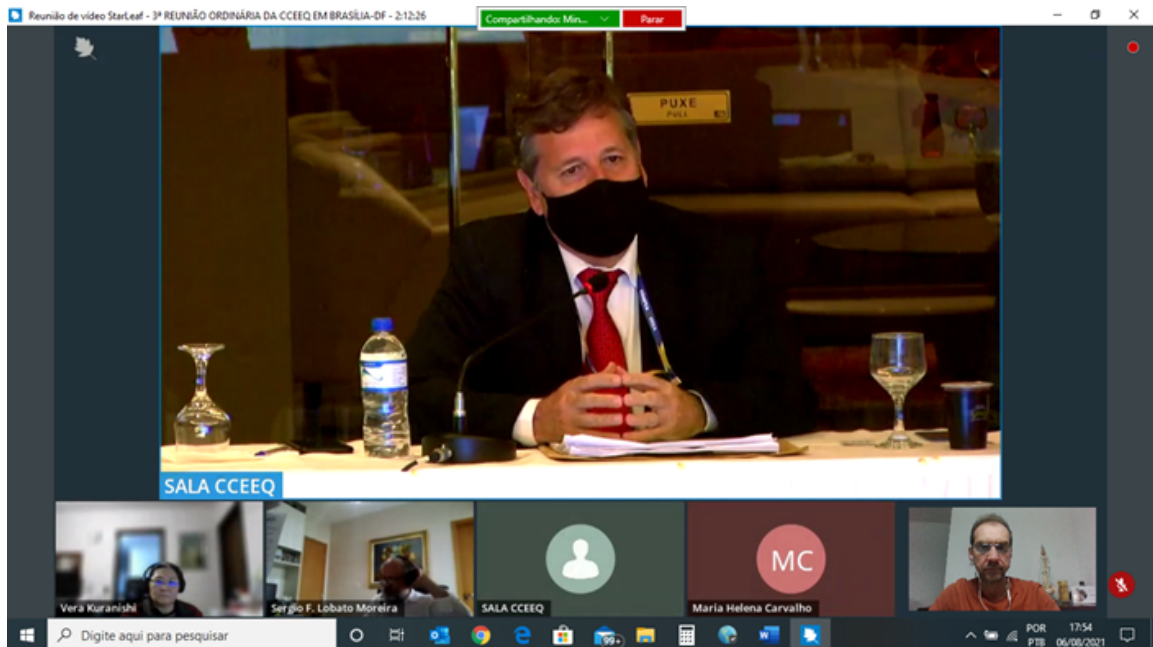 Reunião de vídeo StarLeaf - 3ª REUNIÃO ORDINÁRIA DA CCEEQ EM BRASÍLIA-DF - 2:12:26
Compartilhando: Min...
Parar
PUXE
PULL
SALA CCEEQ
Vera Kuranishi
Sergio F. Lobato Moreira
SALA CCEEQ
MC
Maria Helena Carvalho
Digite aqui para pesquisar
99+
POR
PTB
17:54
06/08/2021